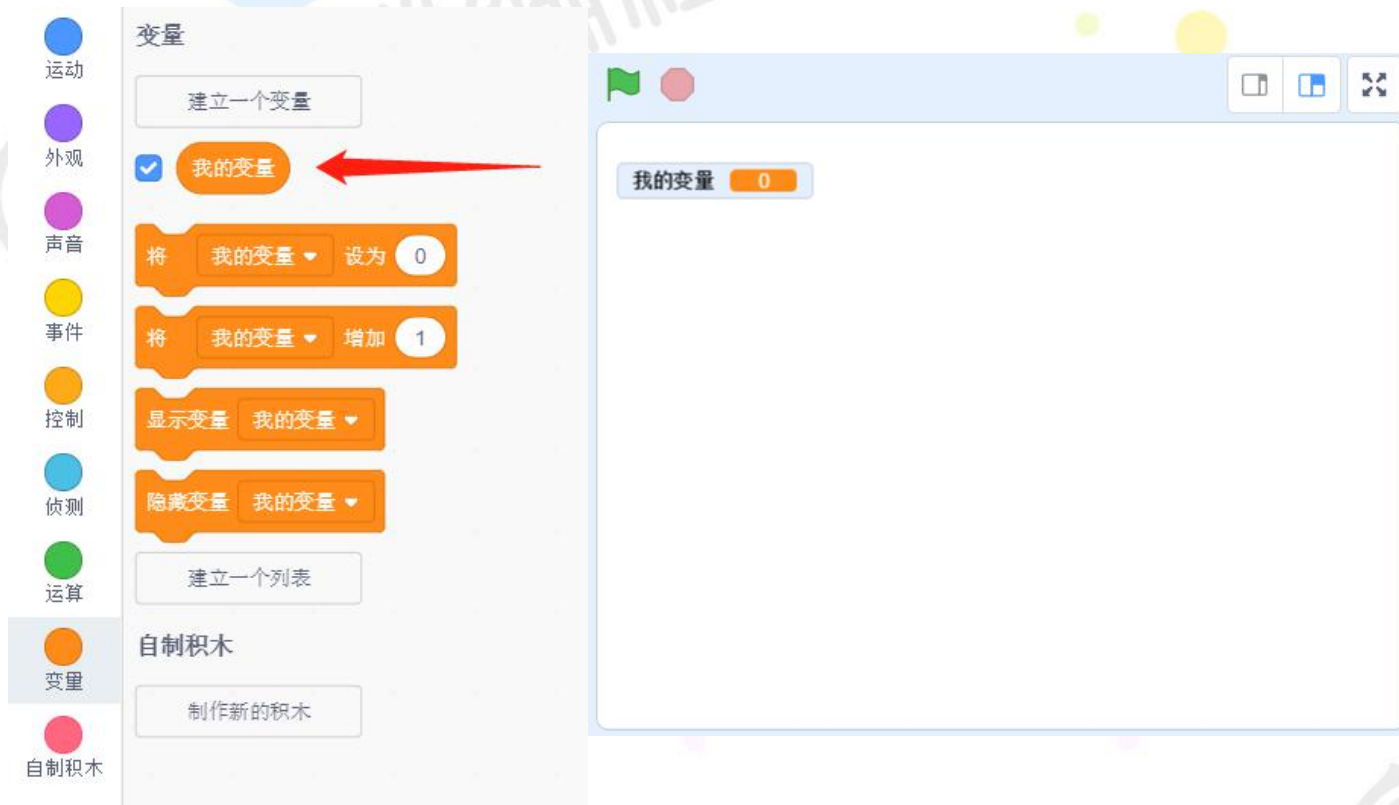 运动
外观
声音
事件
控制
侦测
运算
变量
自制积木
变量
建立一个变量
我的变量
将 我的变量 设为 0
将 我的变量 增加 1
显示变量 我的变量
隐藏变量 我的变量
建立一个列表
自制积木
制作新的积木
我的变量 0